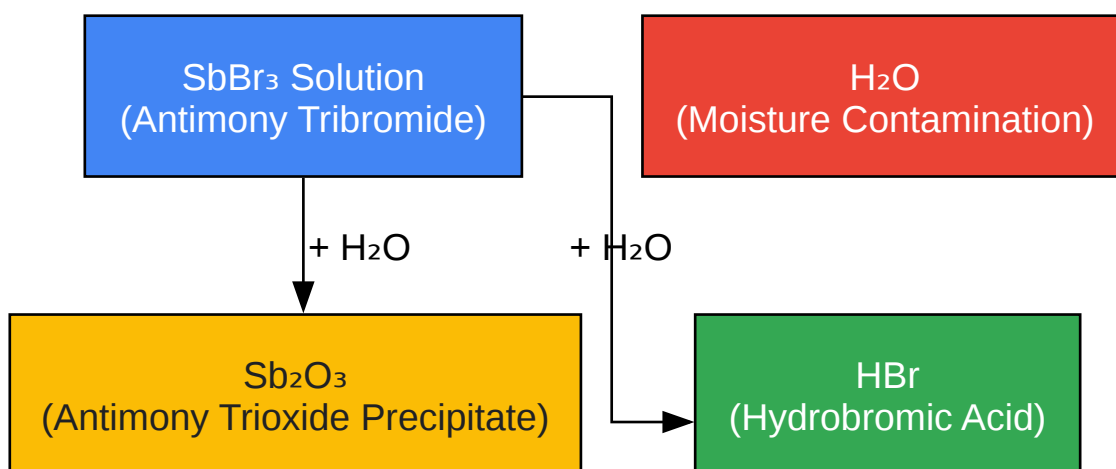 SbBr₃ Solution
(Antimony Tribromide)
H₂O
(Moisture Contamination)
+ H₂O
+ H₂O
Sb₂O₃
(Antimony Trioxide Precipitate)
HBr
(Hydrobromic Acid)